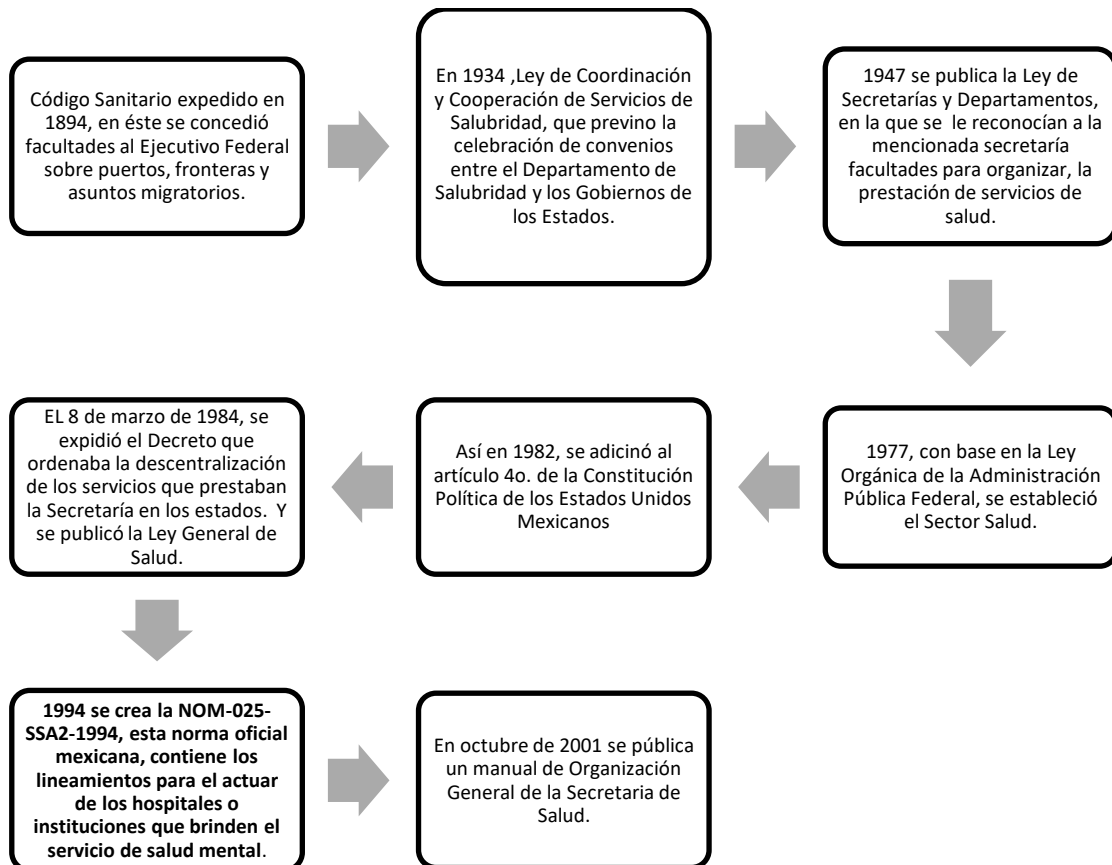 Código Sanitario expedido en
1894, en éste se concedió
facultades al Ejecutivo Federal
sobre puertos, fronteras y
asuntos migratorios.
En 1934 ,Ley de Coordinación
y Cooperación de Servicios de
Salubridad, que previno la
celebración de convenios
entre el Departamento de
Salubridad y los Gobiernos de
los Estados.
1947 se publica la Ley de
Secretarías y Departamentos,
en la que se  le reconocían a la
mencionada secretaría
facultades para organizar, la
prestación de servicios de
salud.
1977, con base en la Ley
Orgánica de la Administración
Pública Federal, se estableció
el Sector Salud.
Así en 1982, se adicinó al
artículo 4o. de la Constitución
Política de los Estados Unidos
Mexicanos
EL 8 de marzo de 1984, se
expidió el Decreto que
ordenaba la descentralización
de los servicios que prestaban
la Secretaría en los estados.  Y
se publicó la Ley General de
Salud.
1994 se crea la NOM-025-
SSA2-1994, esta norma oficial
mexicana, contiene los
lineamientos para el actuar
de los hospitales o
instituciones que brinden el
servicio de salud mental.
En octubre de 2001 se pública
un manual de Organización
General de la Secretaria de
Salud.